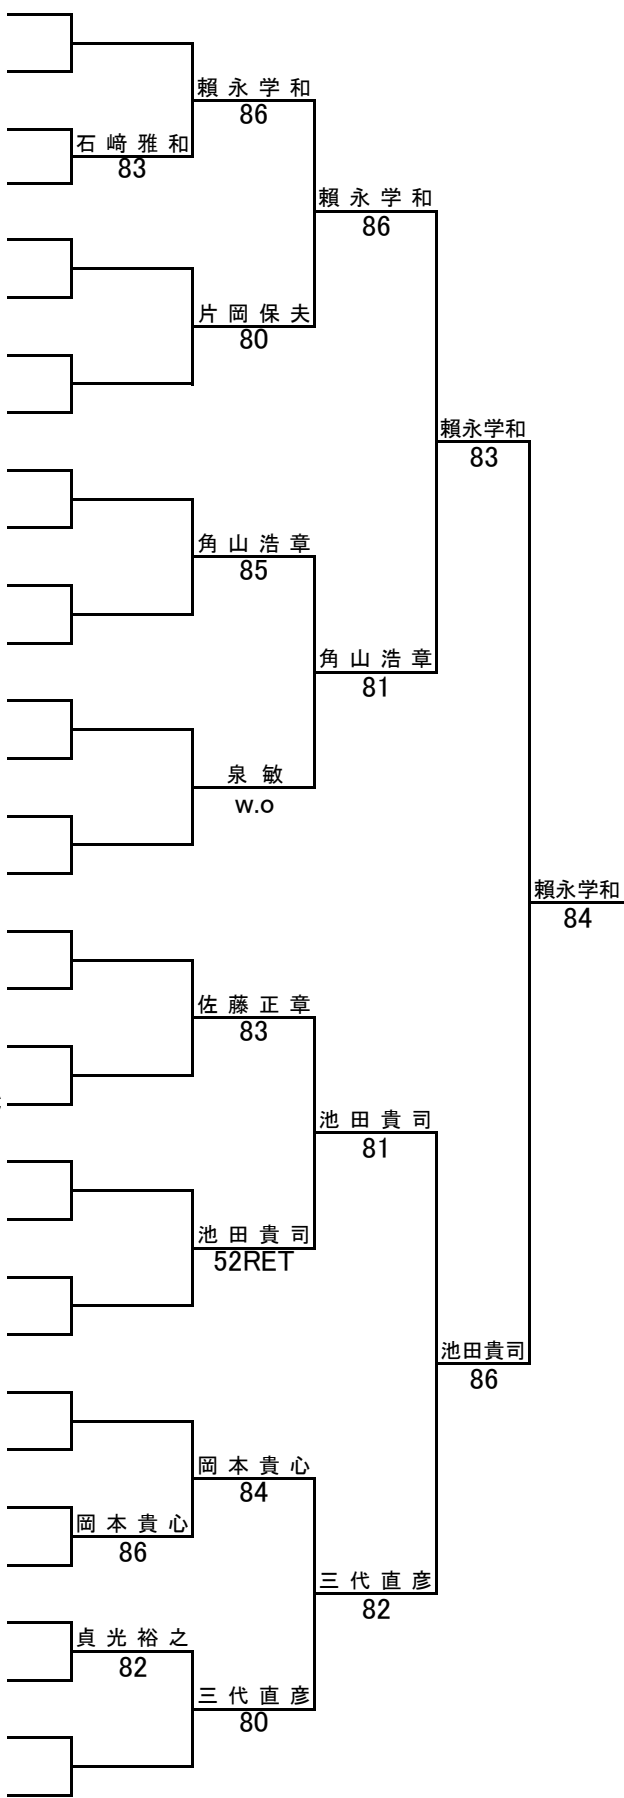 賴永学和
86
石﨑雅和
83
賴永学和
86
片岡保夫
80
賴永学和
83
角山浩章
85
角山浩章
81
泉敏
w.o
賴永学和
84
佐藤正章
83
池田貴司
81
池田貴司
52RET
池田貴司
86
岡本貴心
84
岡本貴心
86
三代直彦
82
貞光裕之
82
三代直彦
80